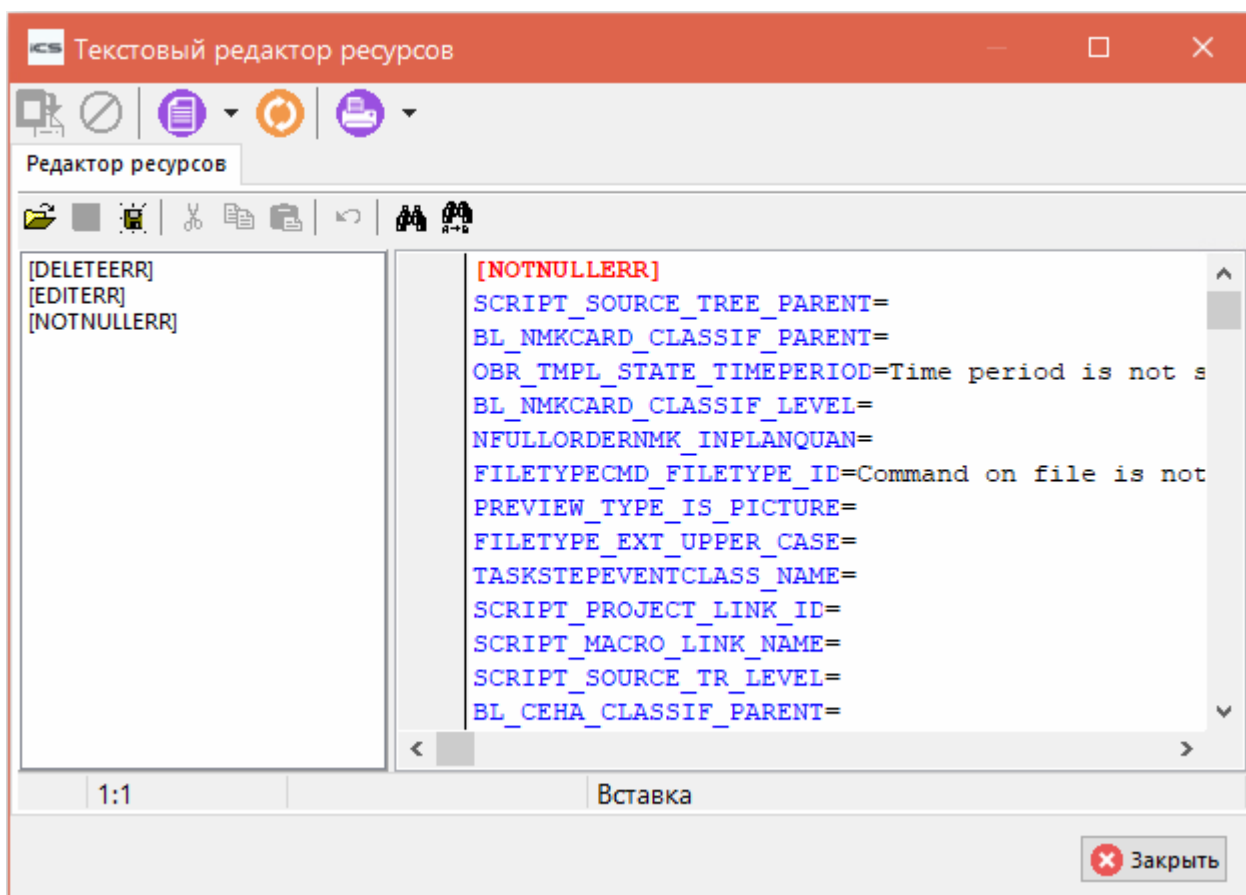 iCS Текстовый редактор ресурсов
Редактор ресурсов
A→B
[DELETEERR]
[EDITERR]
[NOTNULLERR]
[NOTNULLERR]
SCRIPT_SOURCE_TREE_PARENT=
BL_NMKCARD_CLASSIF_PARENT=
OBR_TMPL_STATE_TIMEPERIOD=Time period is not s
BL_NMKCARD_CLASSIF_LEVEL=
NFULLORDERNMK_INPLANQUAN=
FILETYPECMD_FILETYPE_ID=Command on file is not
PREVIEW_TYPE_IS_PICTURE=
FILETYPE_EXT_UPPER_CASE=
TASKSTEPEVENTCLASS_NAME=
SCRIPT_PROJECT_LINK_ID=
SCRIPT_MACRO_LINK_NAME=
SCRIPT_SOURCE_TR_LEVEL=
BL_CEHA_CLASSIF_PARENT=
1:1 Вставка
Закрыть